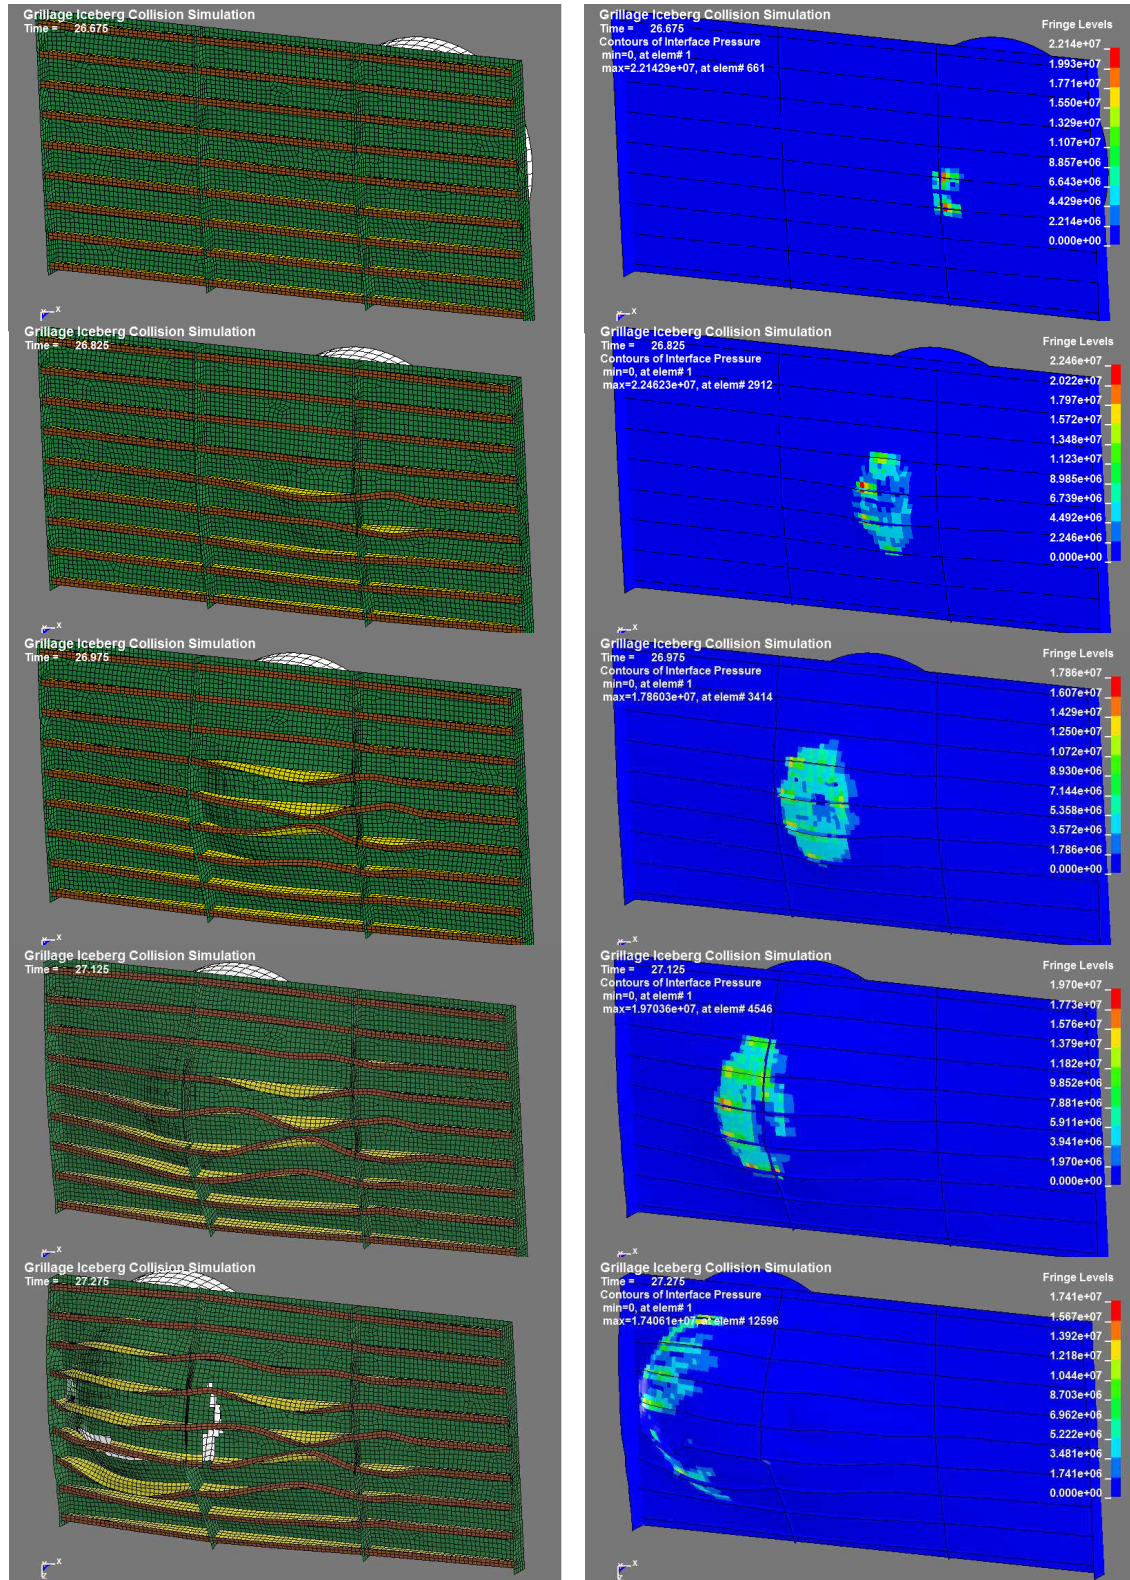 Grillage Iceberg Collision Simulation
Time = 26.675
x
Grillage Iceberg Collision Simulation
Time = 26.675
Contours of Interface Pressure
min=0, at elem# 1
max=2.21429e+07, at elem# 661
Fringe Levels
2.214e+07
1.993e+07
1.771e+07
1.550e+07
1.329e+07
1.107e+07
8.857e+06
6.643e+06
4.429e+06
2.214e+06
0.000e+00
x
Grillage Iceberg Collision Simulation
Time = 26.825
x
Grillage Iceberg Collision Simulation
Time = 26.825
Contours of Interface Pressure
min=0, at elem# 1
max=2.24623e+07, at elem# 2912
Fringe Levels
2.246e+07
2.022e+07
1.797e+07
1.572e+07
1.348e+07
1.123e+07
8.985e+06
6.739e+06
4.492e+06
2.246e+06
0.000e+00
x
Grillage Iceberg Collision Simulation
Time = 26.975
x
Grillage Iceberg Collision Simulation
Time = 26.975
Contours of Interface Pressure
min=0, at elem# 1
max=1.78603e+07, at elem# 3414
Fringe Levels
1.786e+07
1.607e+07
1.429e+07
1.250e+07
1.072e+07
8.930e+06
7.144e+06
5.358e+06
3.572e+06
1.786e+06
0.000e+00
x
Grillage Iceberg Collision Simulation
Time = 27.125
x
Grillage Iceberg Collision Simulation
Time = 27.125
Contours of Interface Pressure
min=0, at elem# 1
max=1.97036e+07, at elem# 4546
Fringe Levels
1.970e+07
1.773e+07
1.576e+07
1.379e+07
1.182e+07
9.852e+06
7.881e+06
5.911e+06
3.941e+06
1.970e+06
0.000e+00
x
Grillage Iceberg Collision Simulation
Time = 27.275
x
Grillage Iceberg Collision Simulation
Time = 27.275
Contours of Interface Pressure
min=0, at elem# 1
max=1.74061e+07, at elem# 12596
Fringe Levels
1.741e+07
1.567e+07
1.392e+07
1.218e+07
1.044e+07
8.703e+06
6.962e+06
5.222e+06
3.481e+06
1.741e+06
0.000e+00
x